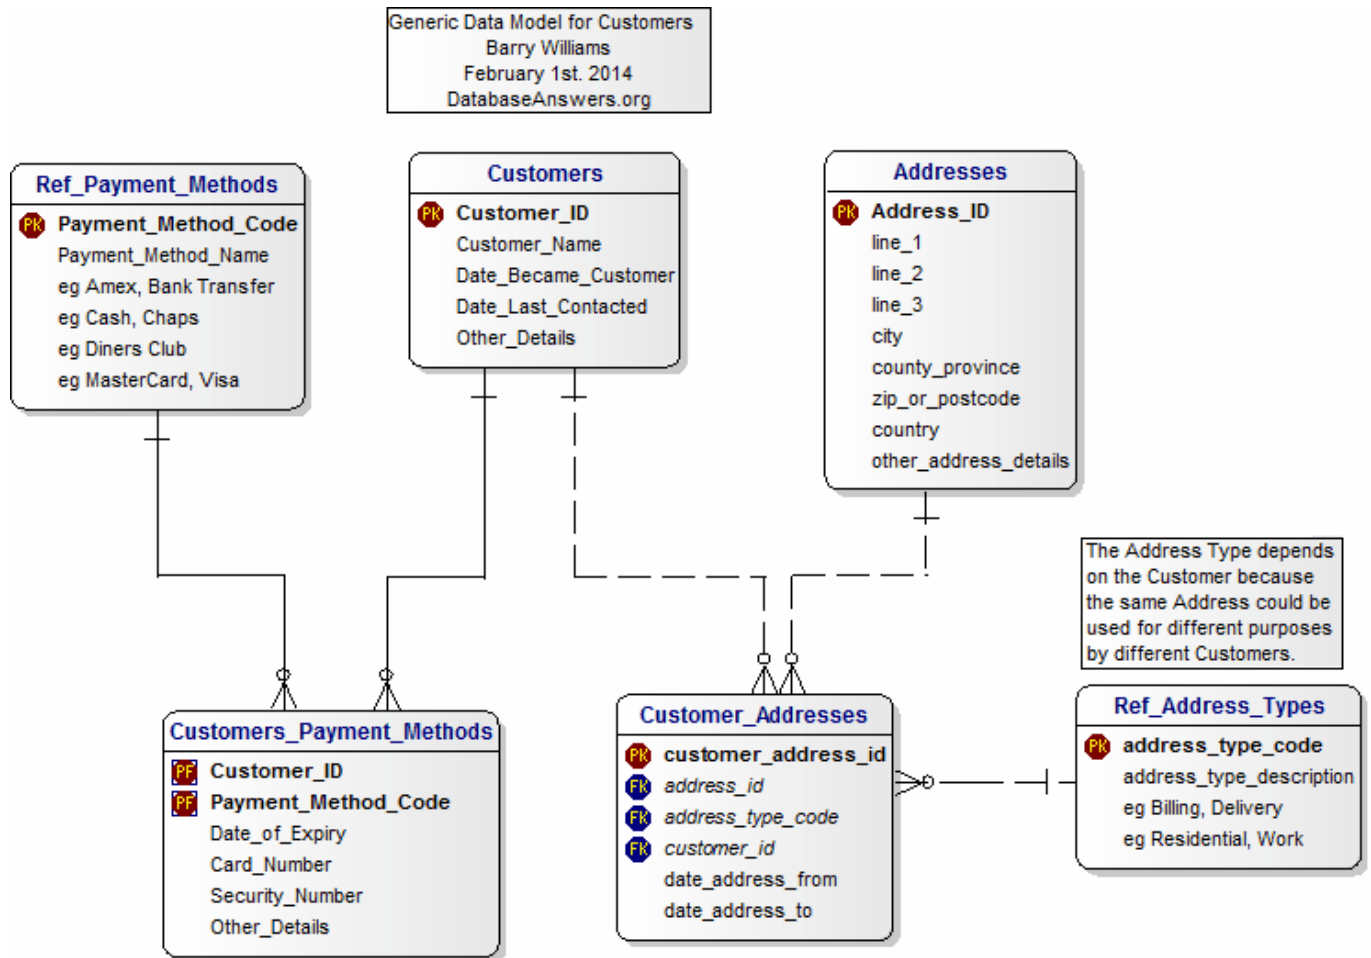 Generic Data Model for Customers
Barry Williams
February 1st. 2014
DatabaseAnswers.org
Ref_Payment_Methods
PK Payment_Method_Code
Payment_Method_Name
eg Amex, Bank Transfer
eg Cash, Chaps
eg Diners Club
eg MasterCard, Visa
Customers
PK Customer_ID
Customer_Name
Date_Became_Customer
Date_Last_Contacted
Other_Details
Addresses
PK Address_ID
line_1
line_2
line_3
city
county_province
zip_or_postcode
country
other_address_details
The Address Type depends
on the Customer because
the same Address could be
used for different purposes
by different Customers.
Customers_Payment_Methods
PF Customer_ID
PF Payment_Method_Code
Date_of_Expiry
Card_Number
Security_Number
Other_Details
Customer_Addresses
PK customer_address_id
FK address_id
FK address_type_code
FK customer_id
date_address_from
date_address_to
Ref_Address_Types
PK address_type_code
address_type_description
eg Billing, Delivery
eg Residential, Work